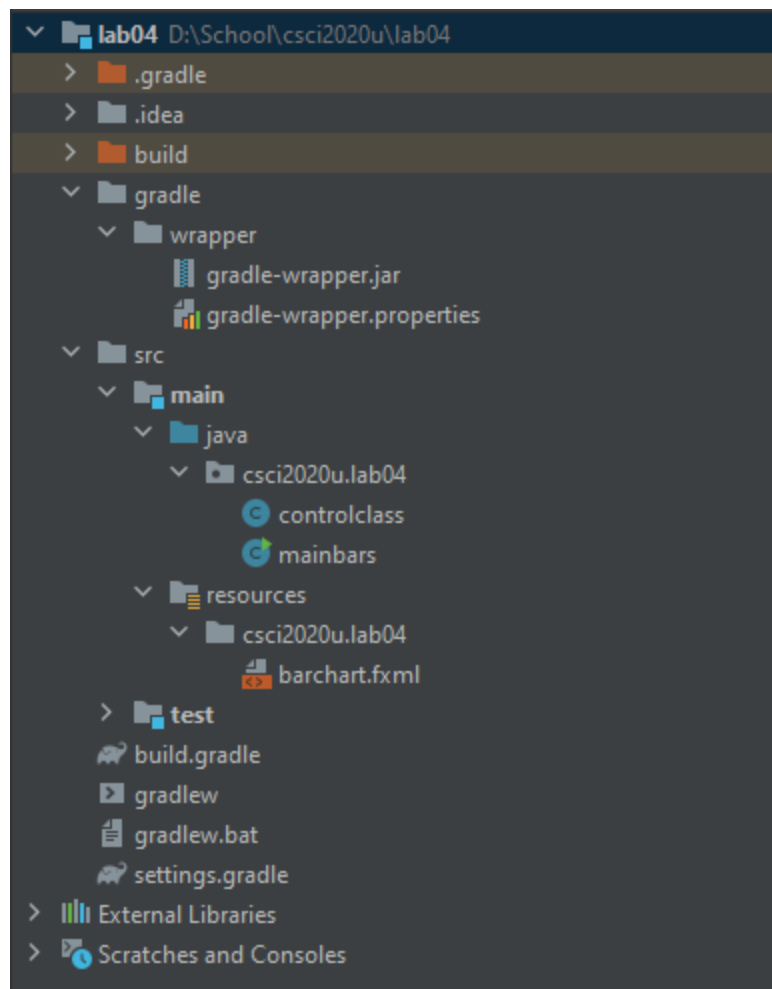 lab04 D:\School\csci2020u\lab04
.gradle
.idea
build
gradle
wrapper
gradle-wrapper.jar
gradle-wrapper.properties
src
main
java
csci2020u.lab04
controlclass
mainbars
resources
csci2020u.lab04
barchart.fxml
test
build.gradle
gradlew
gradlew.bat
settings.gradle
External Libraries
Scratches and Consoles